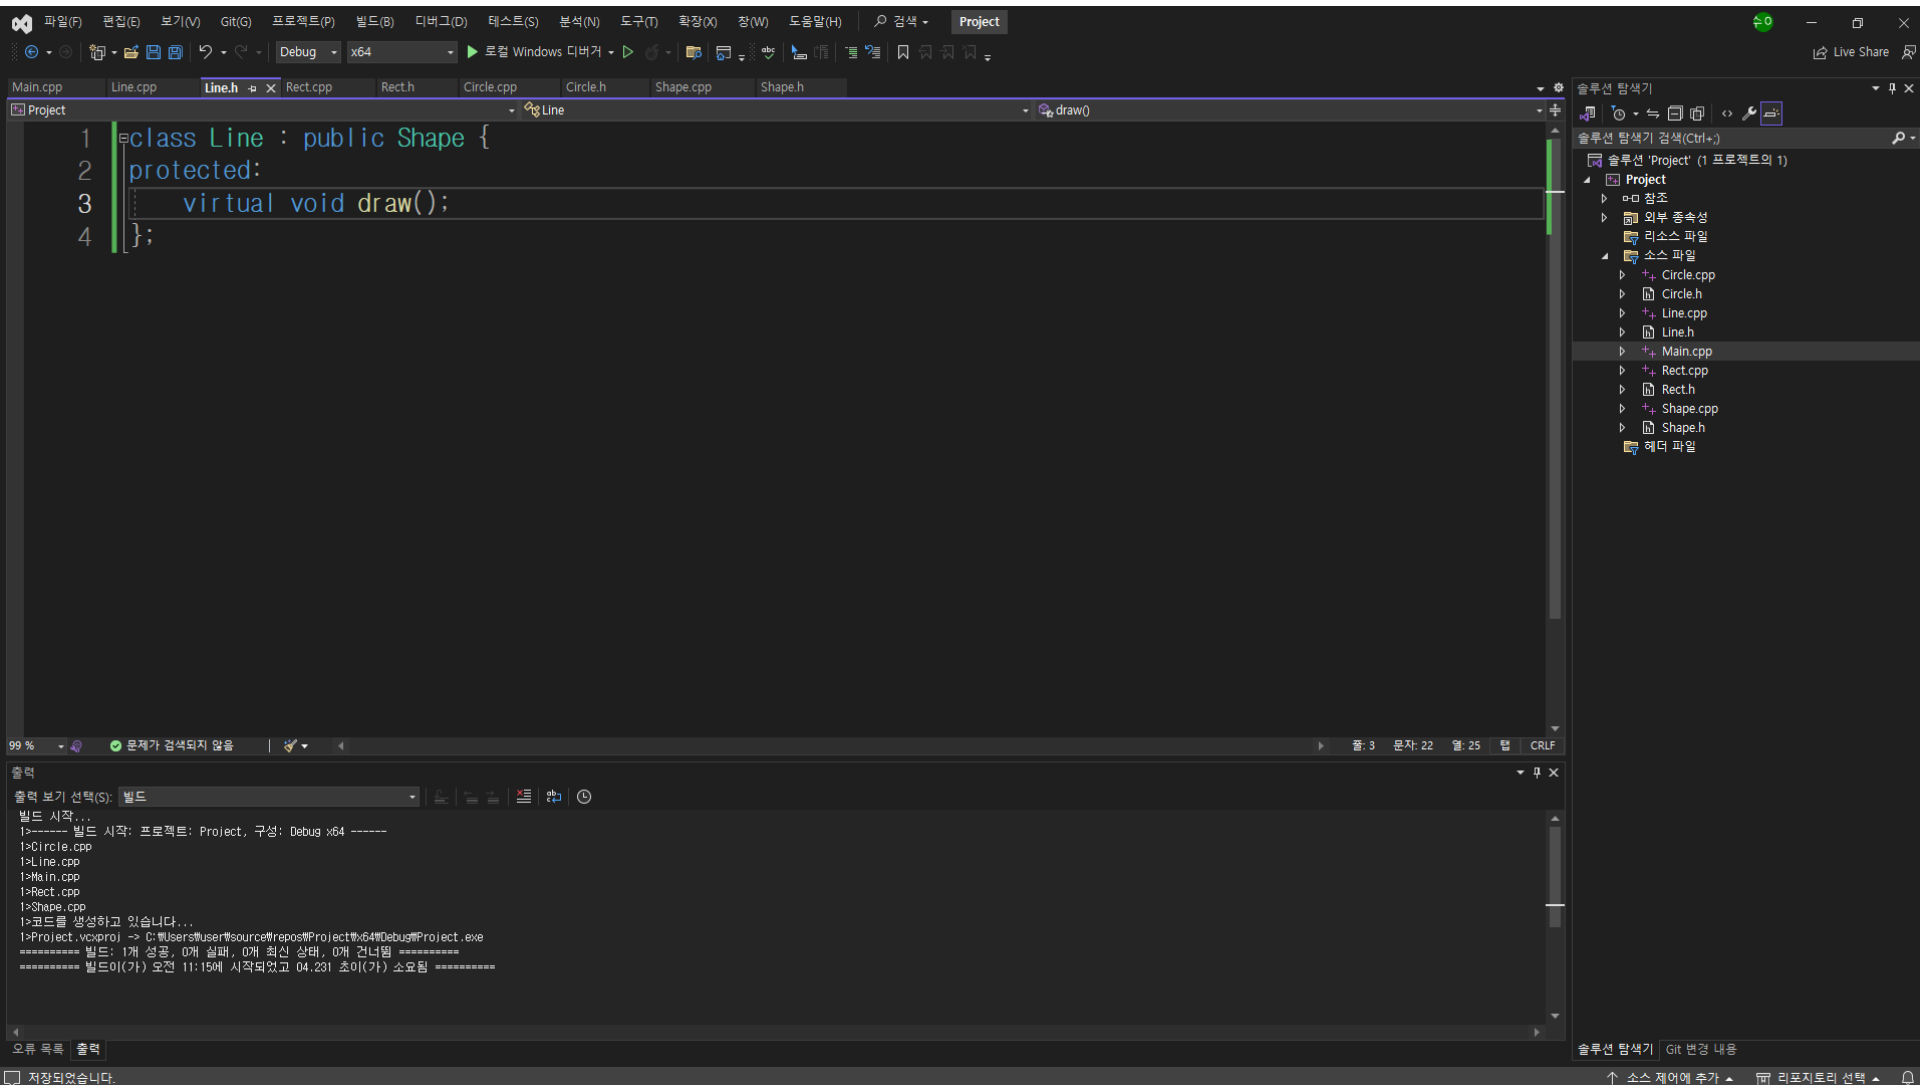 파일(F) 편집(E) 보기(V) Git(G) 프로젝트(P) 빌드(B) 디버그(D) 테스트(S) 분석(N) 도구(T) 확장(X) 창(W) 도움말(H) 검색 Project 순0
Debug x64 로컬 Windows 디버거 Live Share
Main.cpp Line.cpp Line.h Rect.cpp Rect.h Circle.cpp Circle.h Shape.cpp Shape.h
Project Line draw()
1 class Line : public Shape {
2 protected:
3 virtual void draw();
4 };
99 % 문제가 검색되지 않음 줄: 3 문자: 22 열: 25 탭 CRLF
출력
출력 보기 선택(S): 빌드
빌드 시작...
1>------ 빌드 시작: 프로젝트: Project, 구성: Debug x64 ------
1>Circle.cpp
1>Line.cpp
1>Main.cpp
1>Rect.cpp
1>Shape.cpp
1>코드를 생성하고 있습니다...
1>Project.vcxproj -> C:₩Users₩user₩source₩repos₩Project₩x64₩Debug₩Project.exe
========== 빌드: 1개 성공, 0개 실패, 0개 최신 상태, 0개 건너뜀 ==========
========== 빌드이(가) 오전 11:15에 시작되었고 04.231 초이(가) 소요됨 ==========
오류 목록 출력
저장되었습니다.
솔루션 탐색기
솔루션 탐색기 검색(Ctrl+;)
솔루션 'Project' (1 프로젝트의 1)
Project
참조
외부 종속성
리소스 파일
소스 파일
Circle.cpp
Circle.h
Line.cpp
Line.h
Main.cpp
Rect.cpp
Rect.h
Shape.cpp
Shape.h
헤더 파일
솔루션 탐색기 Git 변경 내용
소스 제어에 추가 리포지토리 선택